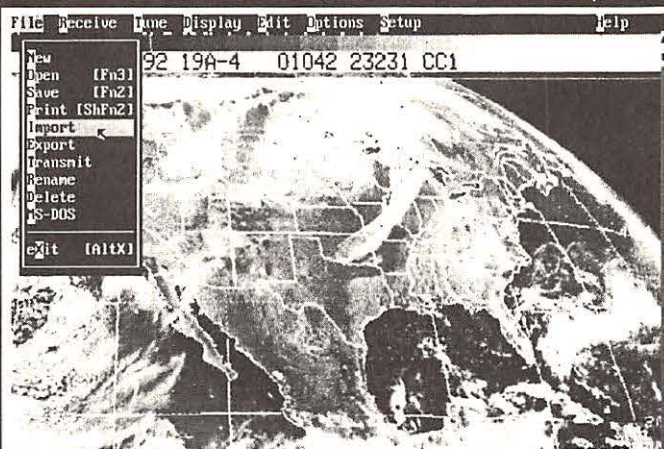 File Receive Tune Display Edit Options Setup Help
92 19A-4 01042 23231 CC1
New
Open [Fn3]
Save [Fn2]
Print [ShFn2]
Import
Export
Transmit
Rename
Delete
MS-DOS
eXit [AltX]